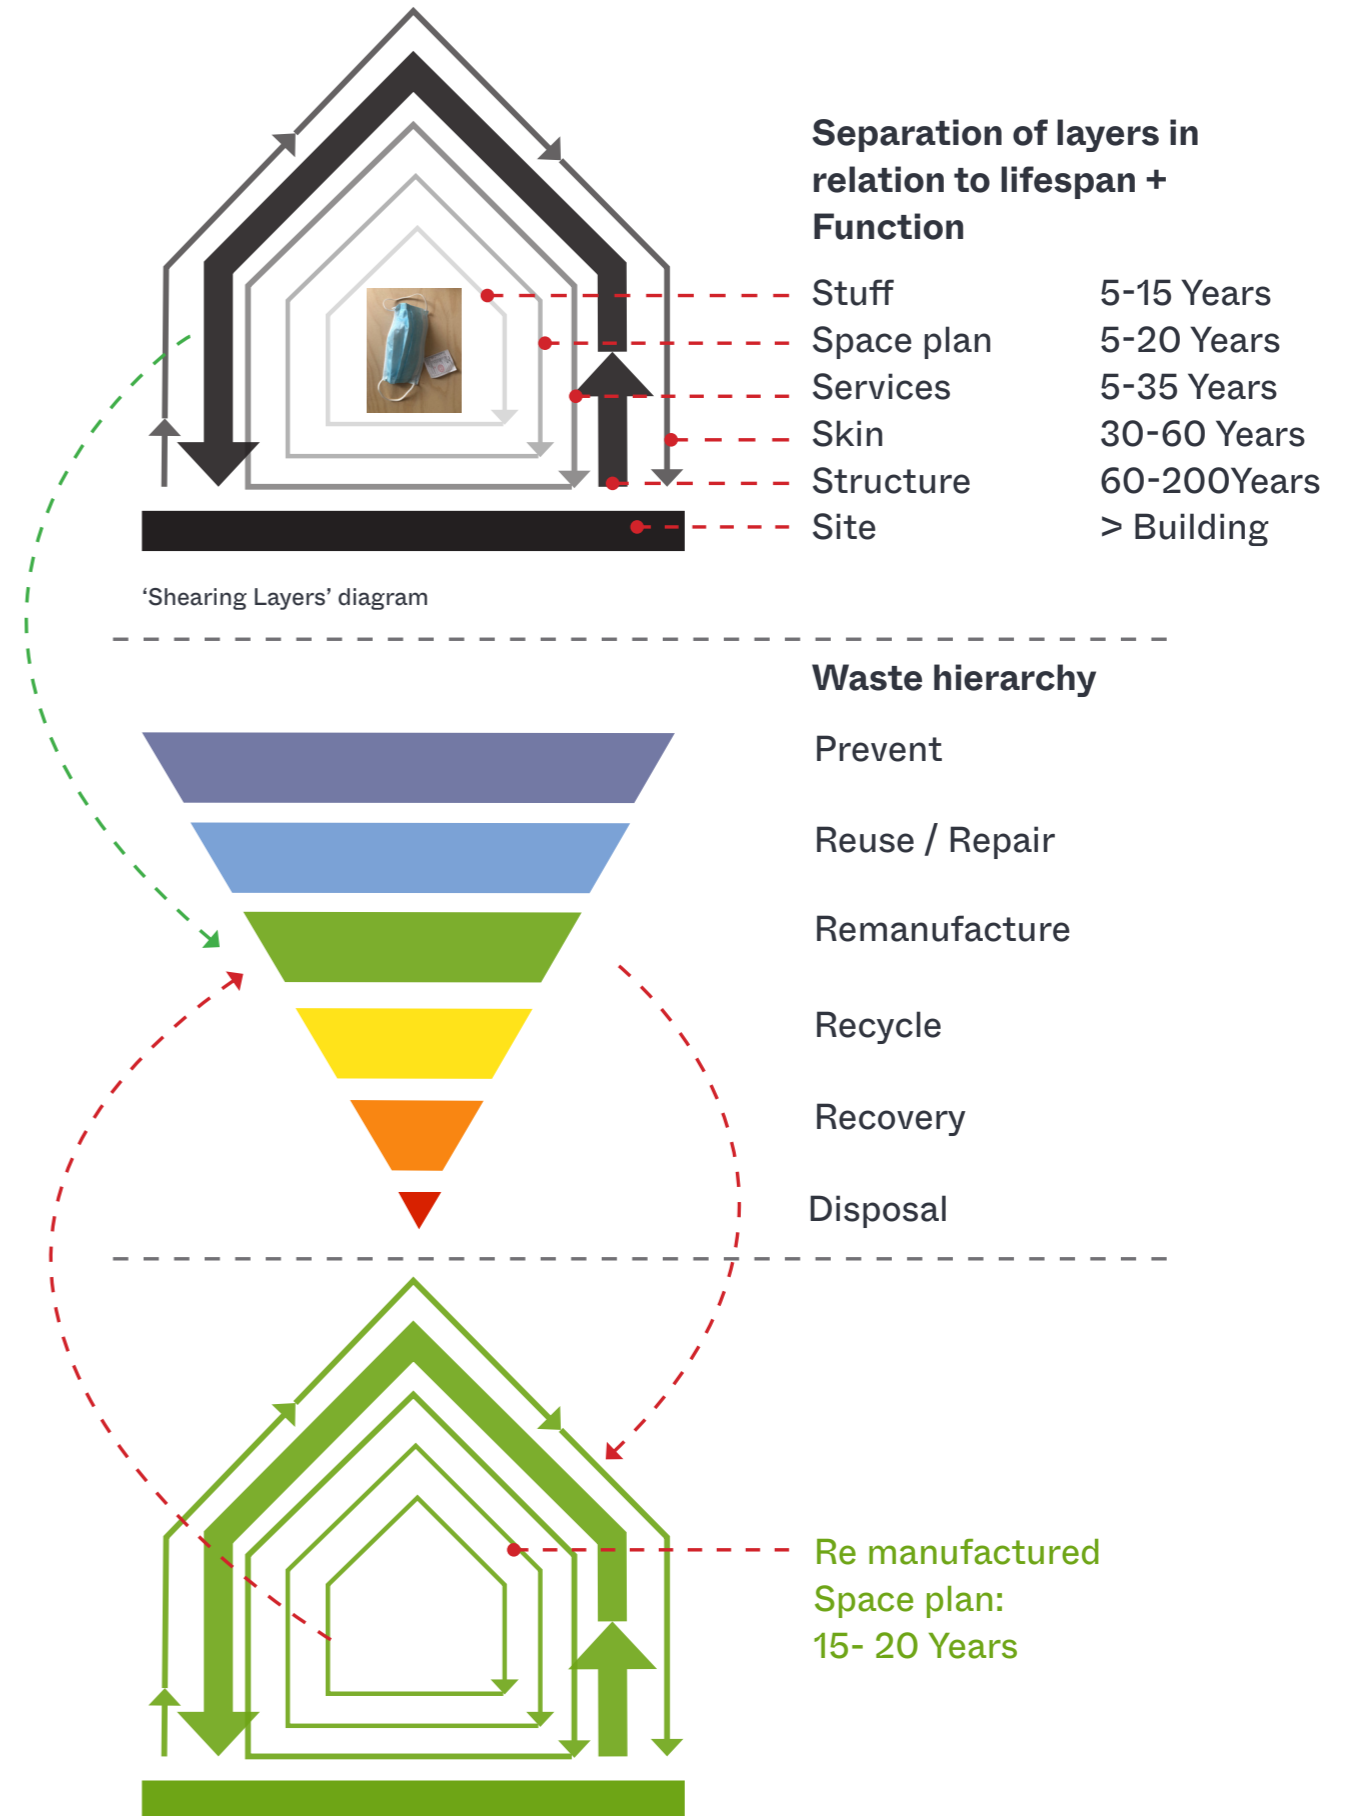 Separation of layers in
relation to lifespan +
Function
Stuff 5-15 Years
Space plan 5-20 Years
Services 5-35 Years
Skin 30-60 Years
Structure 60-200Years
Site > Building
‘Shearing Layers’ diagram
Waste hierarchy
Prevent
Reuse / Repair
Remanufacture
Recycle
Recovery
Disposal
Re manufactured
Space plan:
15- 20 Years